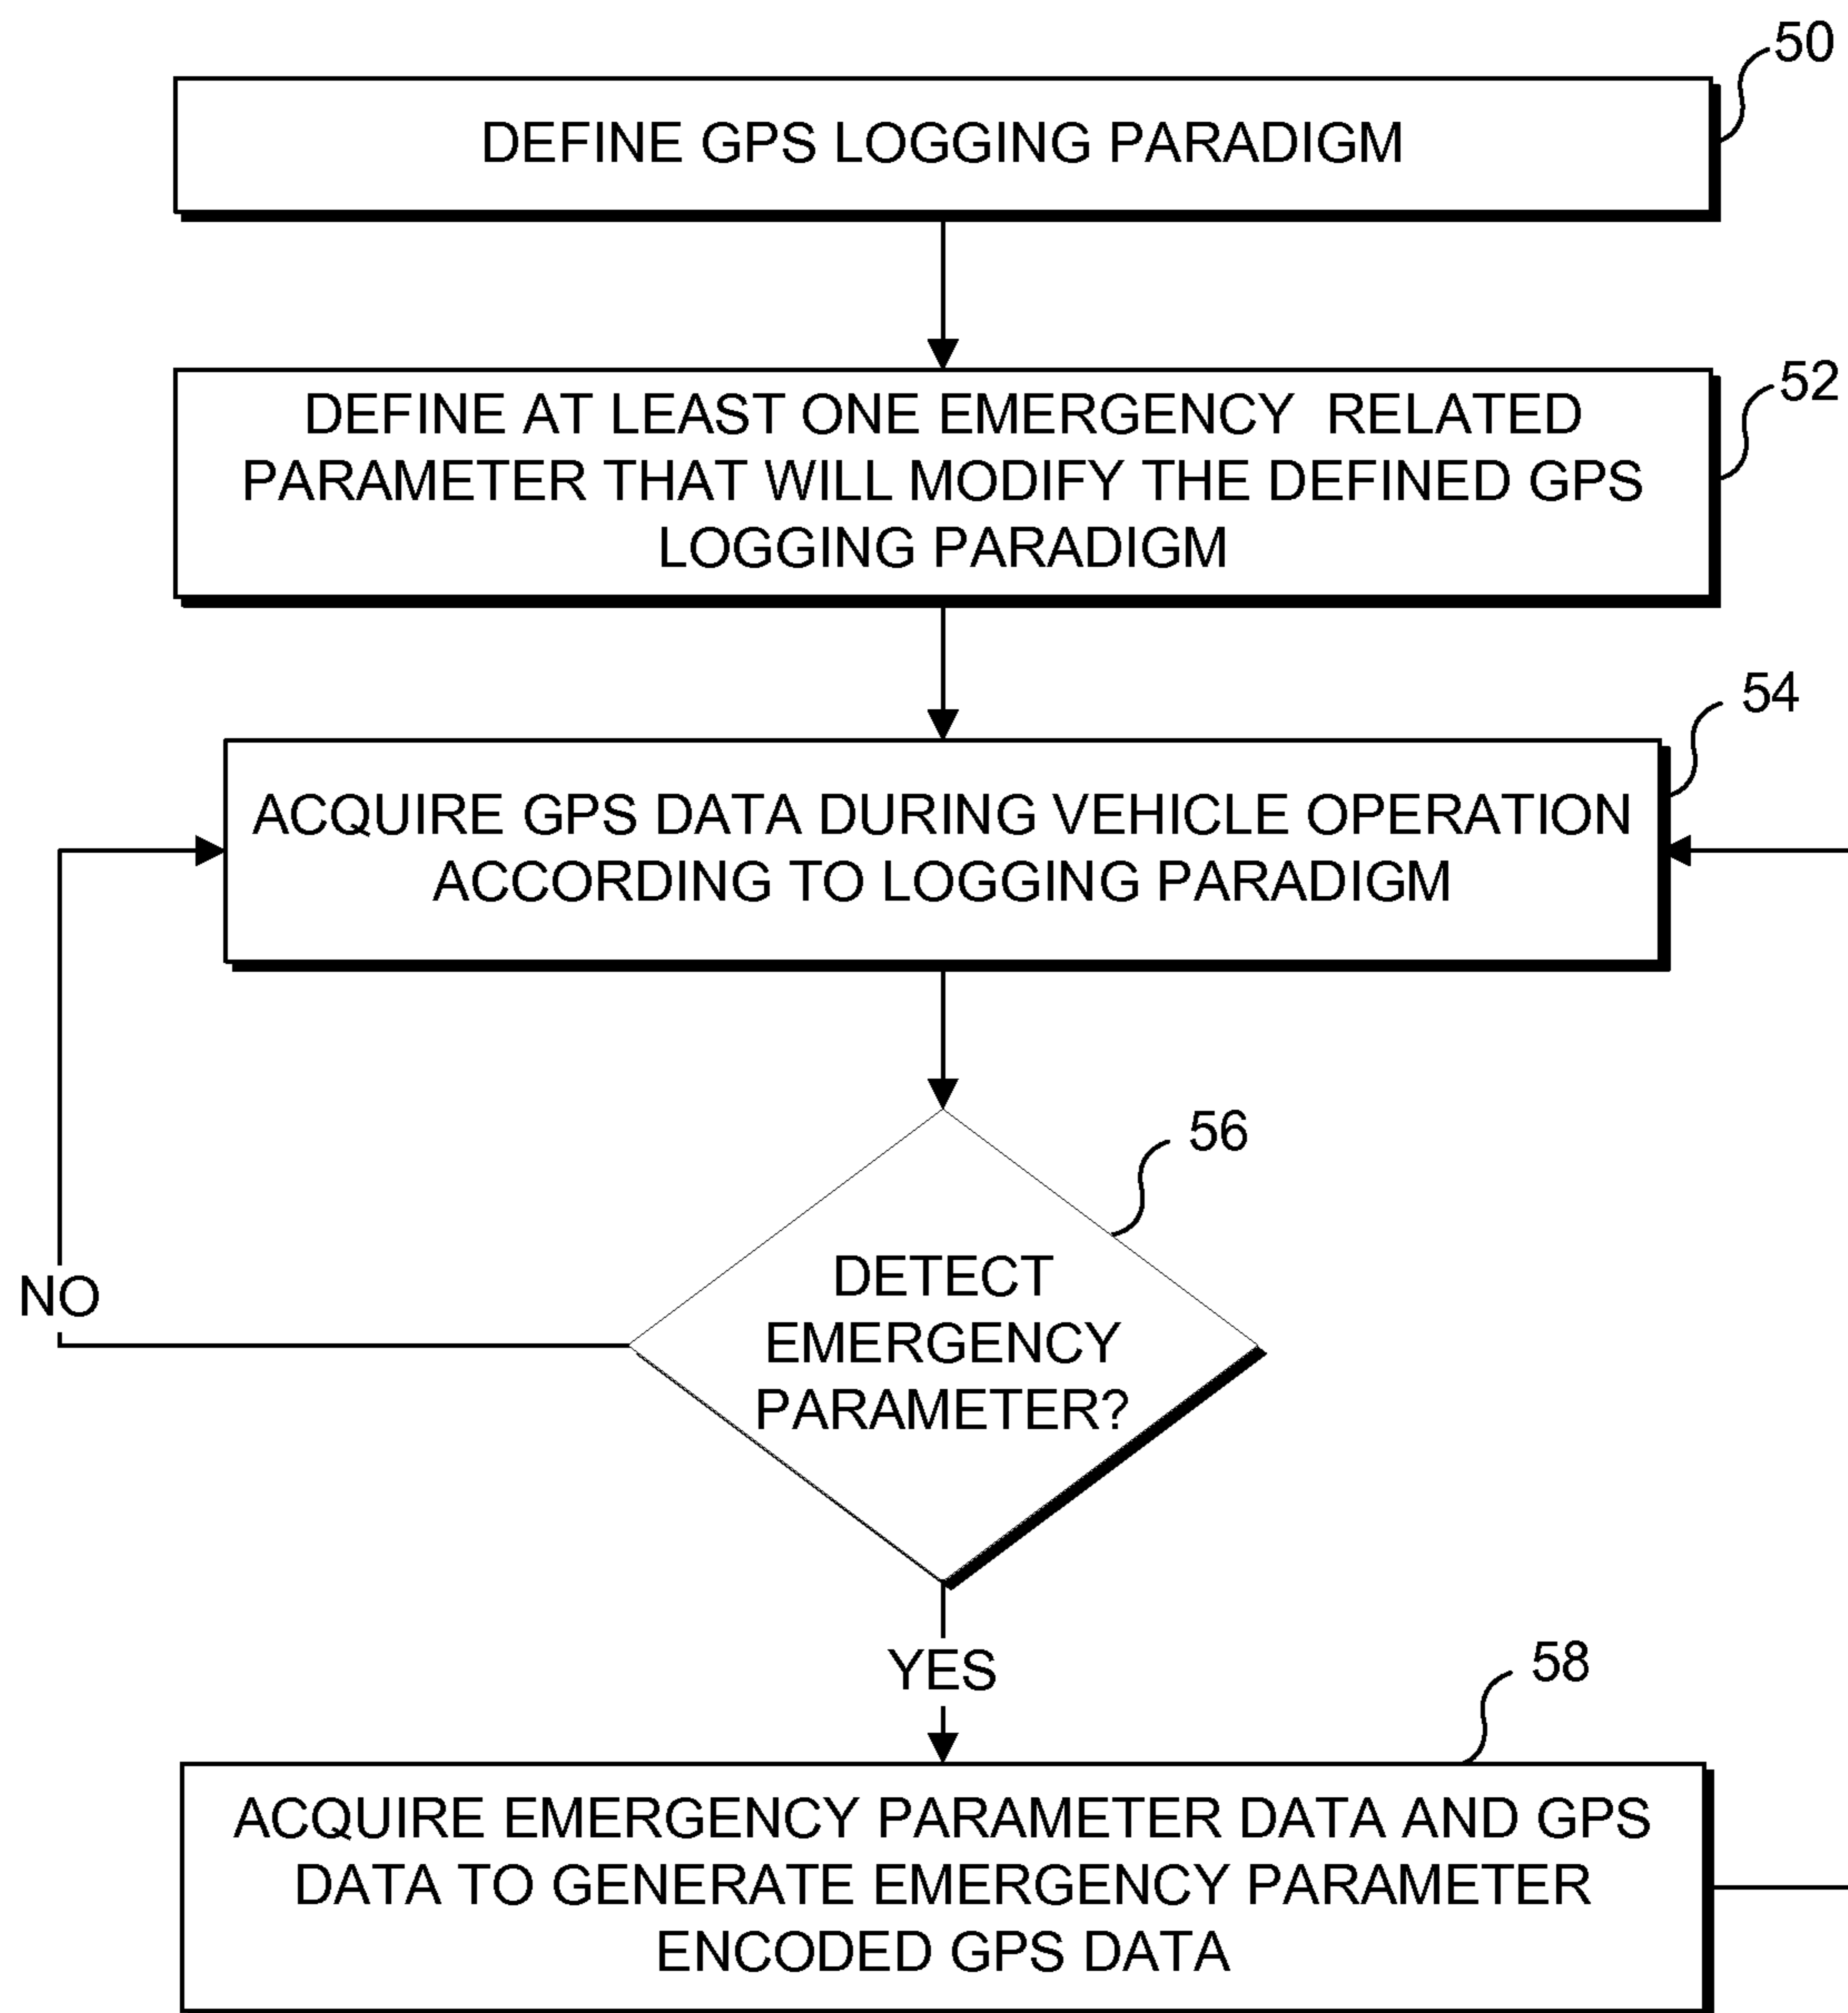 50
DEFINE GPS LOGGING PARADIGM
52
DEFINE AT LEAST ONE EMERGENCY RELATED
PARAMETER THAT WILL MODIFY THE DEFINED GPS
LOGGING PARADIGM
54
ACQUIRE GPS DATA DURING VEHICLE OPERATION
ACCORDING TO LOGGING PARADIGM
56
DETECT
EMERGENCY
PARAMETER?
NO
YES
58
ACQUIRE EMERGENCY PARAMETER DATA AND GPS
DATA TO GENERATE EMERGENCY PARAMETER
ENCODED GPS DATA